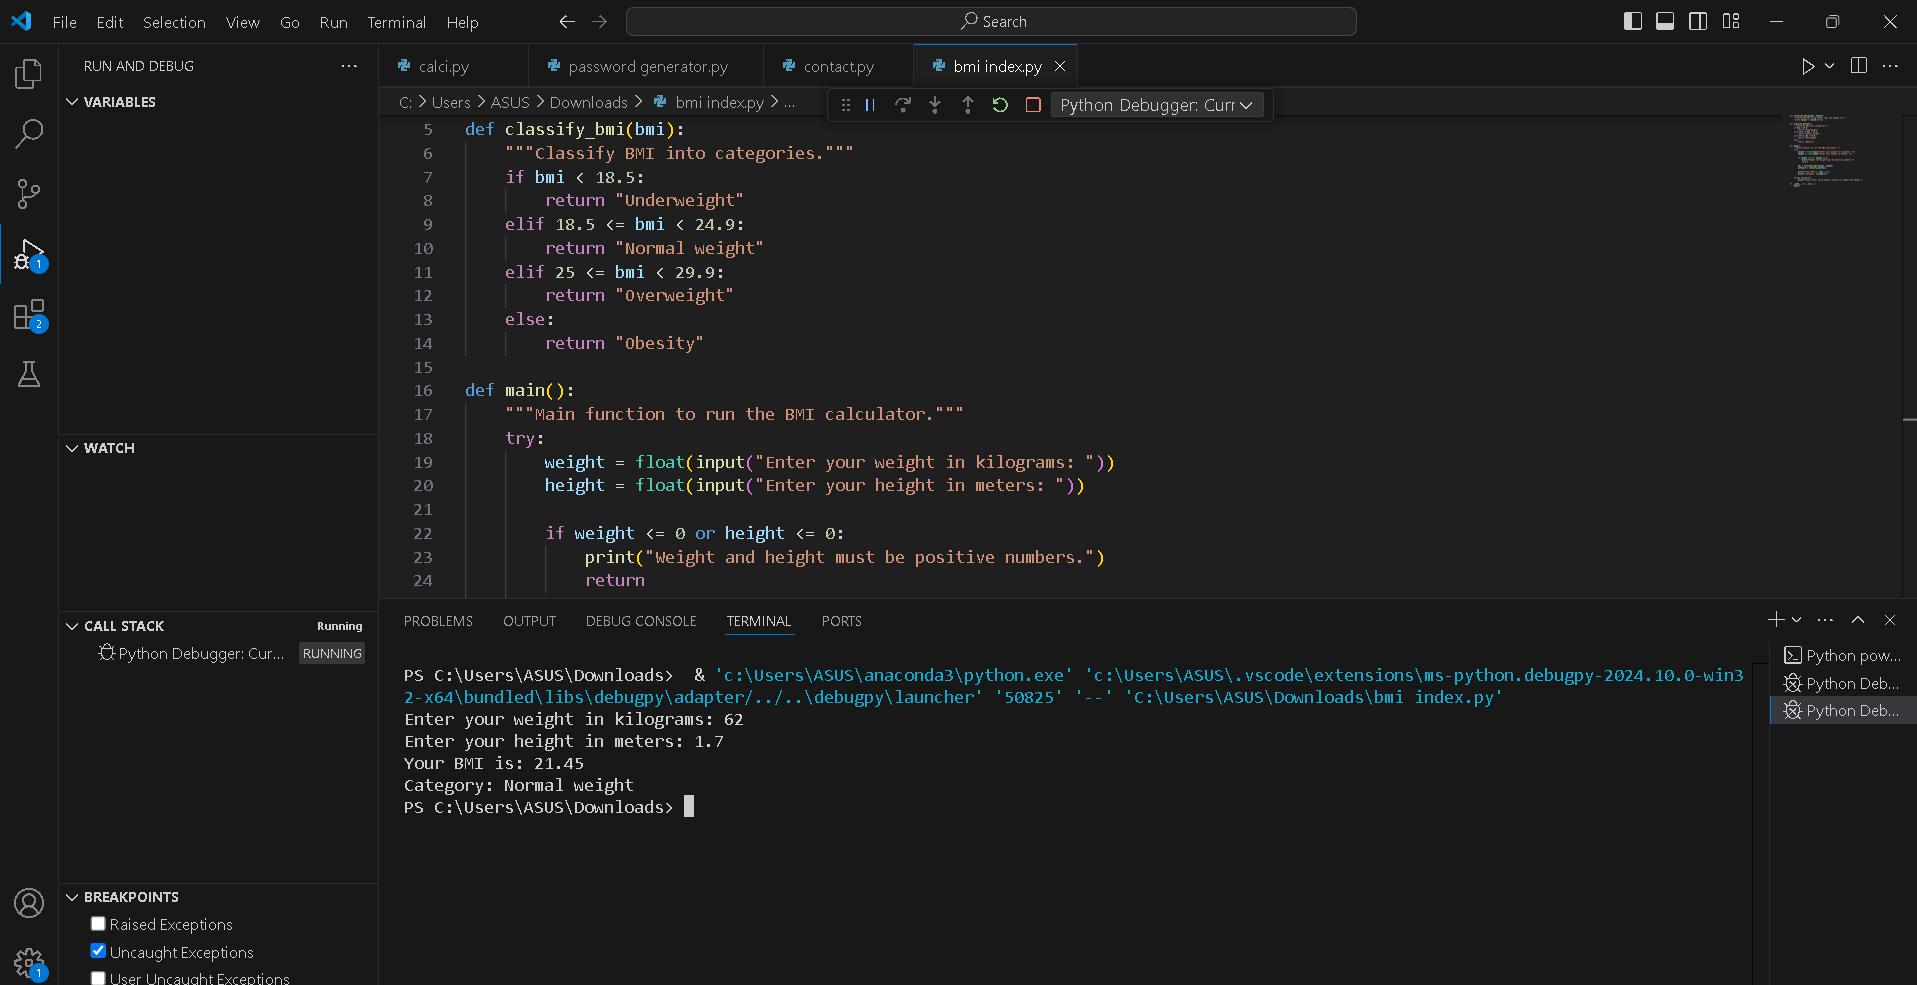 File Edit Selection View Go Run Terminal Help
Search
RUN AND DEBUG
VARIABLES
WATCH
CALL STACK Running
Python Debugger: Cur... RUNNING
BREAKPOINTS
Raised Exceptions
Uncaught Exceptions
User Uncaught Exceptions
1
2
1
calci.py password generator.py contact.py bmi index.py
C: > Users > ASUS > Downloads > bmi index.py > ...
Python Debugger: Curr
5 def classify_bmi(bmi):
6 """Classify BMI into categories."""
7 if bmi < 18.5:
8 return "Underweight"
9 elif 18.5 <= bmi < 24.9:
10 return "Normal weight"
11 elif 25 <= bmi < 29.9:
12 return "Overweight"
13 else:
14 return "Obesity"
15
16 def main():
17 """Main function to run the BMI calculator."""
18 try:
19 weight = float(input("Enter your weight in kilograms: "))
20 height = float(input("Enter your height in meters: "))
21
22 if weight <= 0 or height <= 0:
23 print("Weight and height must be positive numbers.")
24 return
PROBLEMS OUTPUT DEBUG CONSOLE TERMINAL PORTS
PS C:\Users\ASUS\Downloads>  & 'c:\Users\ASUS\anaconda3\python.exe' 'c:\Users\ASUS\.vscode\extensions\ms-python.debugpy-2024.10.0-win3
2-x64\bundled\libs\debugpy\adapter/../..\debugpy\launcher' '50825' '--' 'C:\Users\ASUS\Downloads\bmi index.py'
Enter your weight in kilograms: 62
Enter your height in meters: 1.7
Your BMI is: 21.45
Category: Normal weight
PS C:\Users\ASUS\Downloads>
Python pow...
Python Deb...
Python Deb...